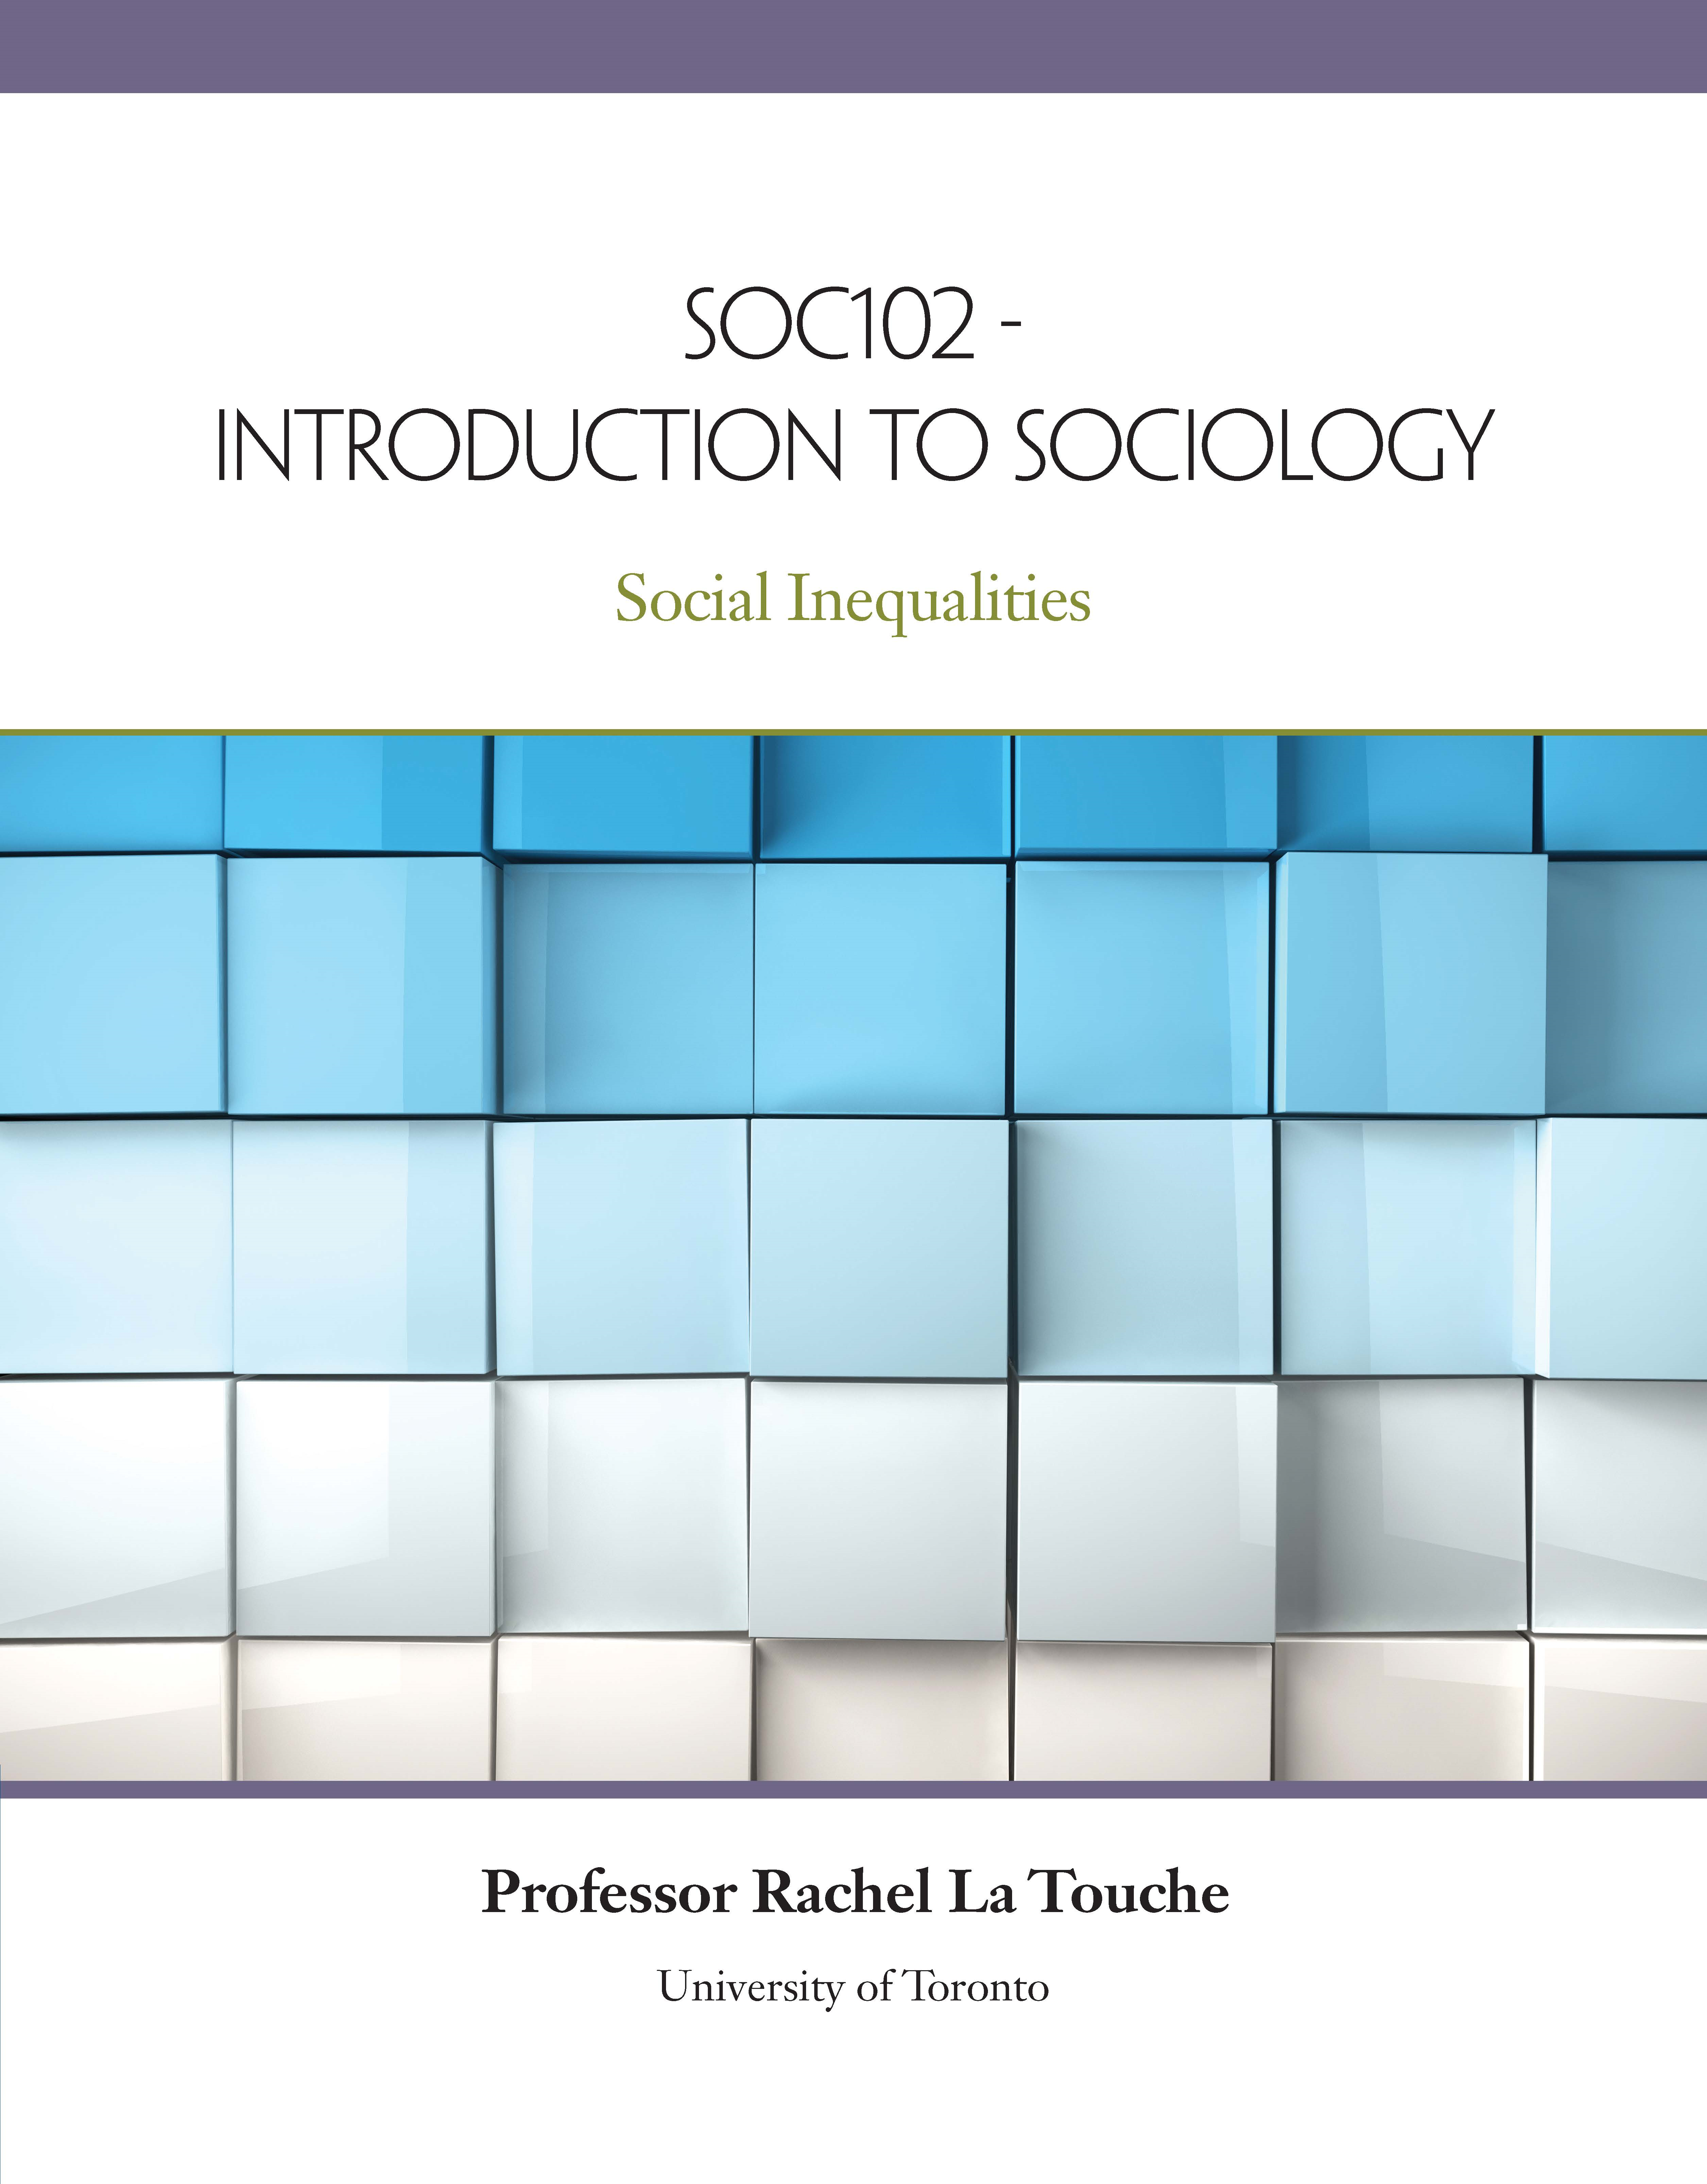 SOC102 -
INTRODUCTION TO SOCIOLOGY
Social Inequalities
Professor Rachel La Touche
University of Toronto